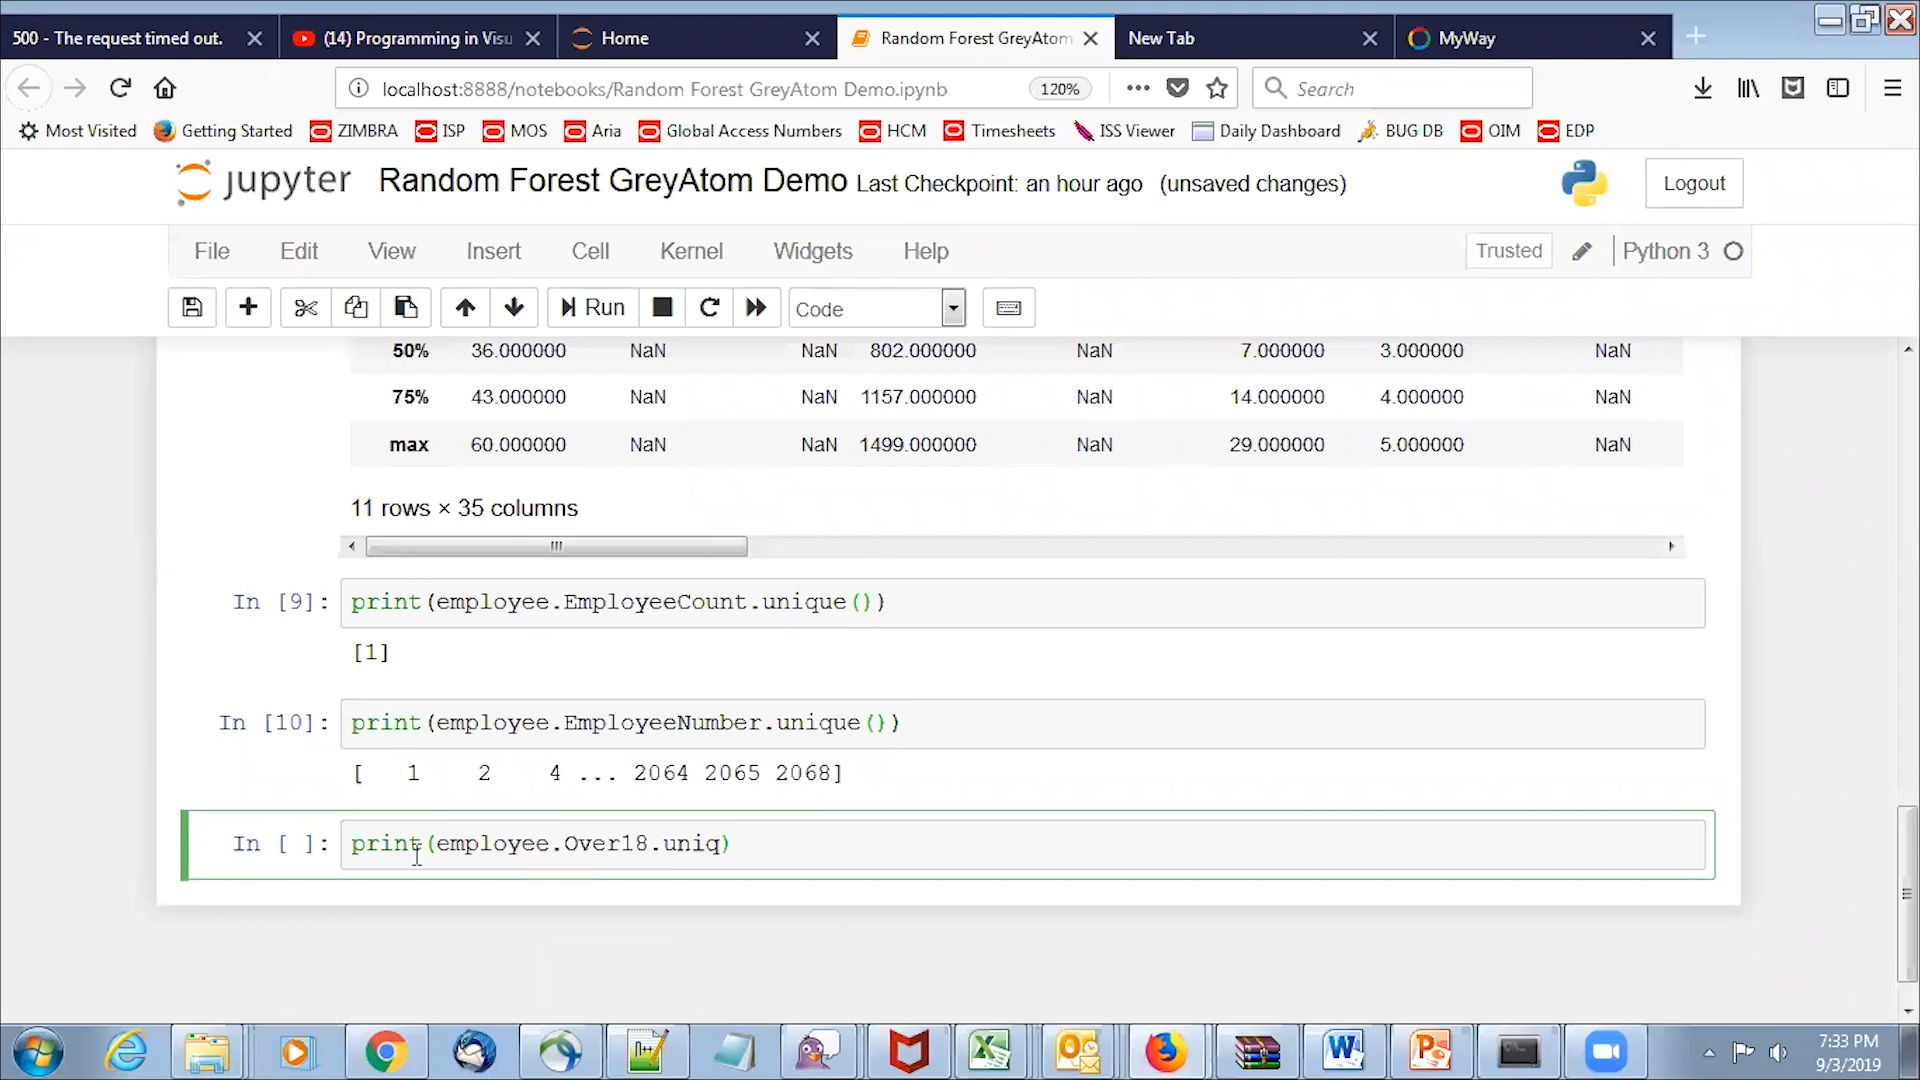 500 - The request timed out.
(14) Programming in Visu
Home
Random Forest GreyAtom
New Tab
MyWay
localhost:8888/notebooks/Random Forest GreyAtom Demo.ipynb
120%
Search
Most Visited
Getting Started
ZIMBRA
ISP
MOS
Aria
Global Access Numbers
HCM
Timesheets
ISS Viewer
Daily Dashboard
BUG DB
OIM
EDP
jupyter Random Forest GreyAtom Demo Last Checkpoint: an hour ago (unsaved changes)
Logout
File Edit View Insert Cell Kernel Widgets Help
Trusted
Python 3
Run
Code
50% 36.000000 NaN NaN 802.000000 NaN 7.000000 3.000000 NaN
75% 43.000000 NaN NaN 1157.000000 NaN 14.000000 4.000000 NaN
max 60.000000 NaN NaN 1499.000000 NaN 29.000000 5.000000 NaN
11 rows × 35 columns
In [9]: print(employee.EmployeeCount.unique())
[1]
In [10]: print(employee.EmployeeNumber.unique())
[ 1 2 4 ... 2064 2065 2068]
In [ ]: print(employee.Over18.uniq)
7:33 PM
9/3/2019